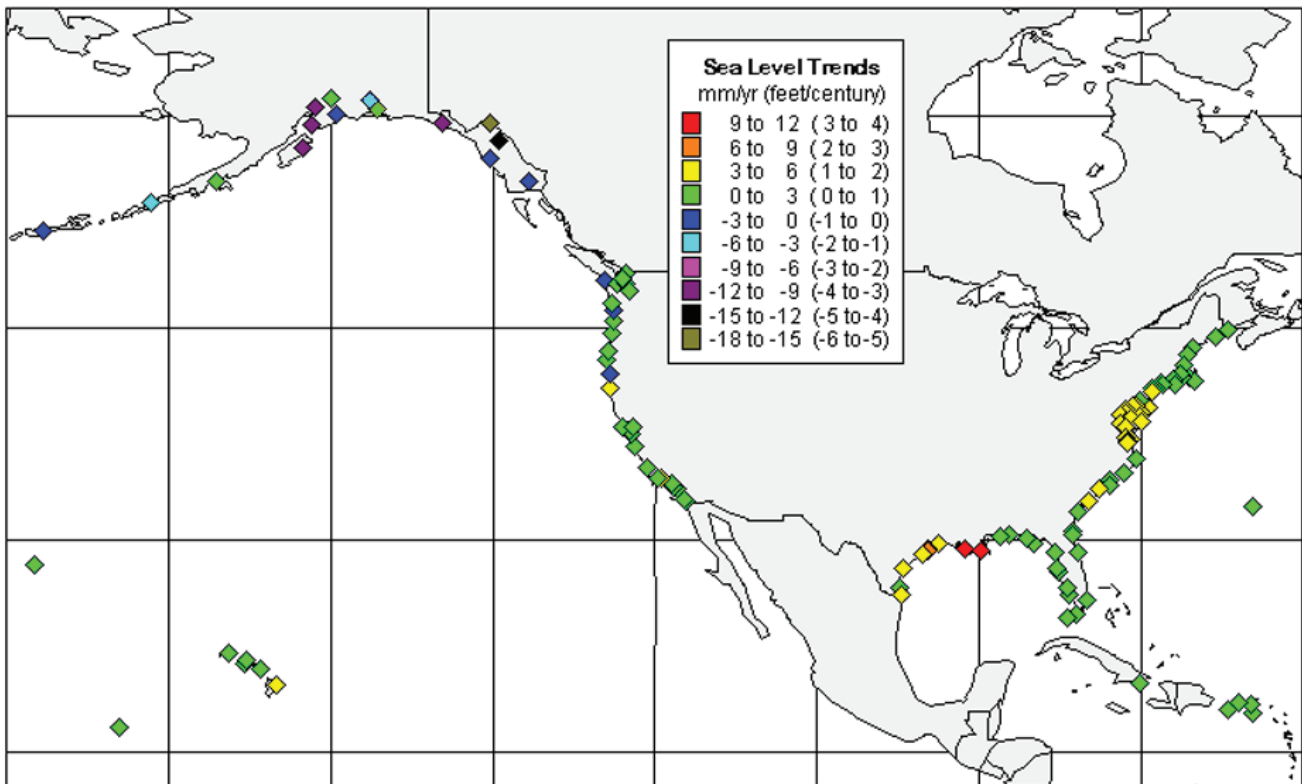 Sea Level Trends
mm/yr (feet/century)
9 to 12 (3 to 4)
6 to 9 (2 to 3)
3 to 6 (1 to 2)
0 to 3 (0 to 1)
-3 to 0 (-1 to 0)
-6 to -3 (-2 to -1)
-9 to -6 (-3 to -2)
-12 to -9 (-4 to -3)
-15 to -12 (-5 to -4)
-18 to -15 (-6 to -5)